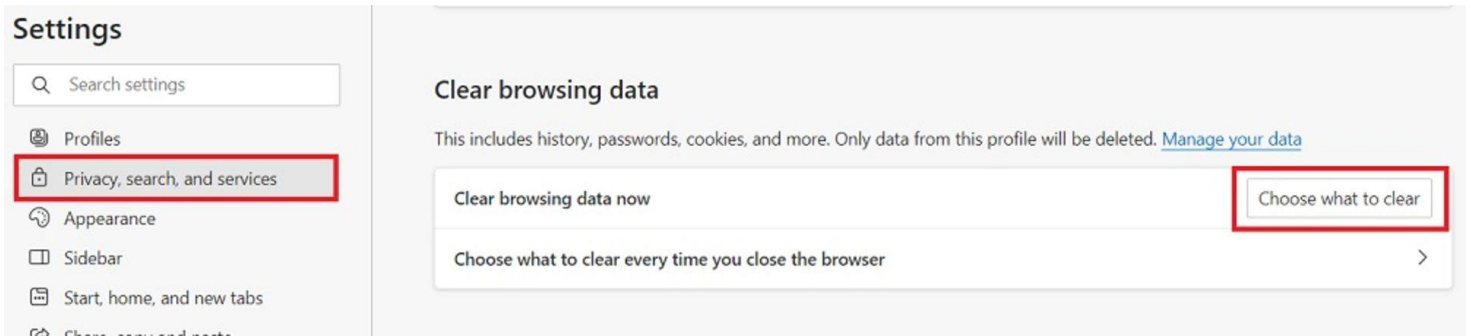 Settings
Search settings
Profiles
Privacy, search, and services
Appearance
Sidebar
Start, home, and new tabs
Clear browsing data
This includes history, passwords, cookies, and more. Only data from this profile will be deleted. Manage your data
Clear browsing data now
Choose what to clear
Choose what to clear every time you close the browser